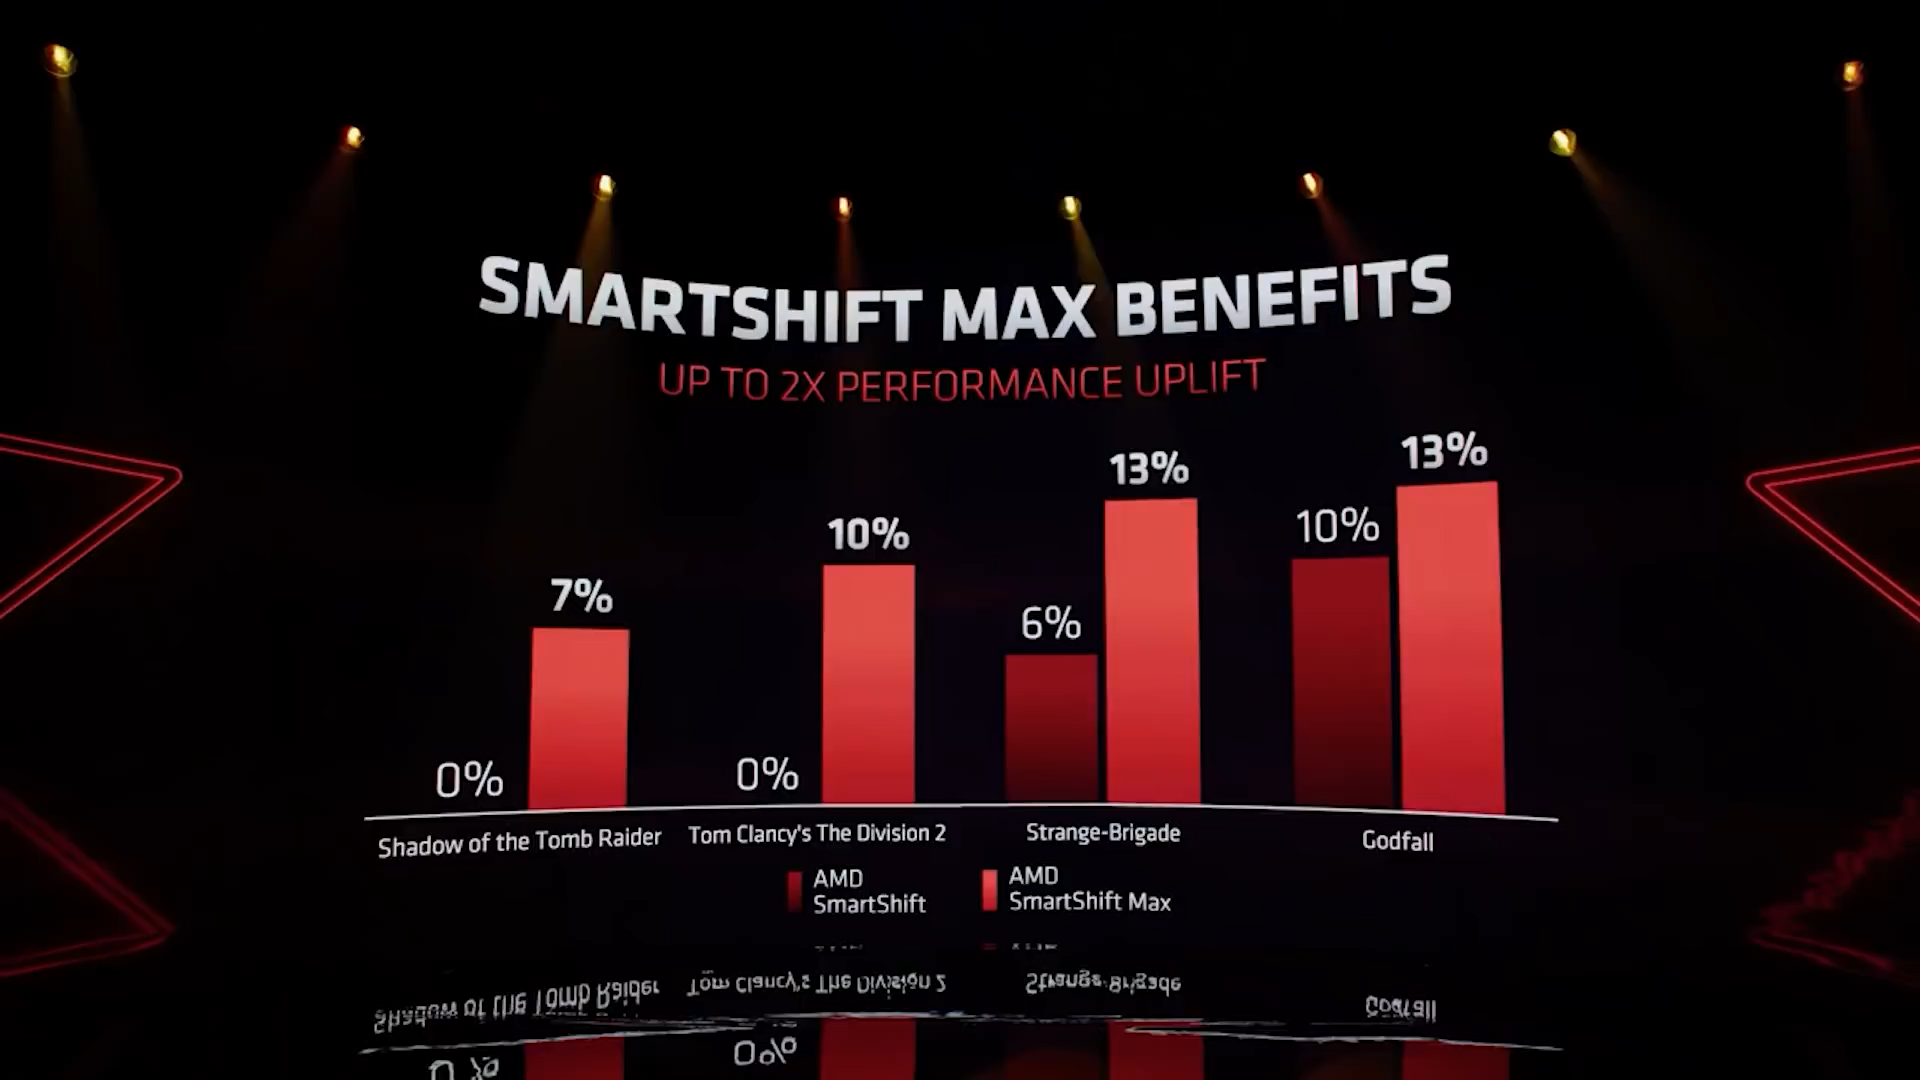 SMARTSHIFT MAX BENEFITS
UP TO 2X PERFORMANCE UPLIFT
0%
7%
0%
10%
6%
13%
10%
13%
Shadow of the Tomb Raider
Tom Clancy's The Division 2
Strange-Brigade
Godfall
AMD
SmartShift
AMD
SmartShift Max